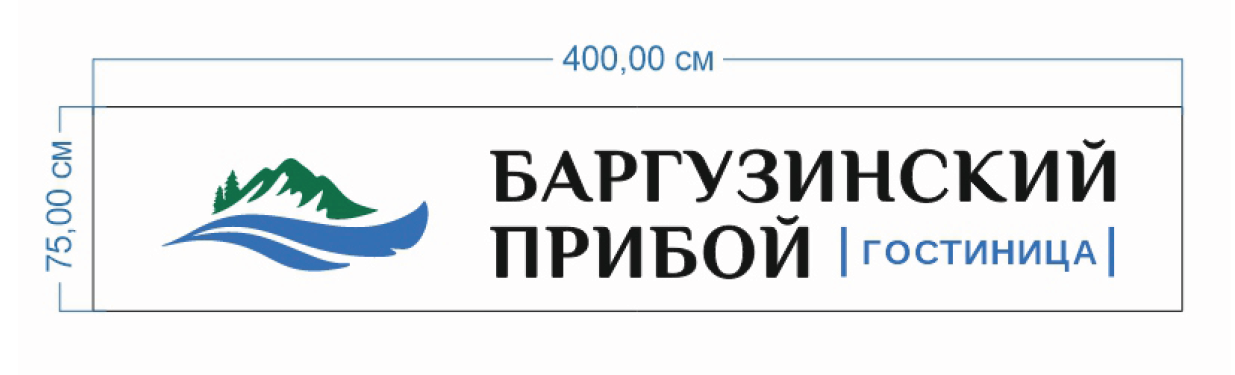 400,00 см
75,00 см
БАРГУЗИНСКИЙ
ПРИБОЙ | ГОСТИНИЦА |